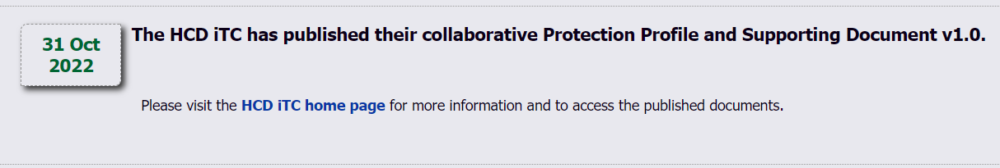 31 Oct
2022
The HCD iTC has published their collaborative Protection Profile and Supporting Document v1.0.
Please visit the HCD iTC home page for more information and to access the published documents.